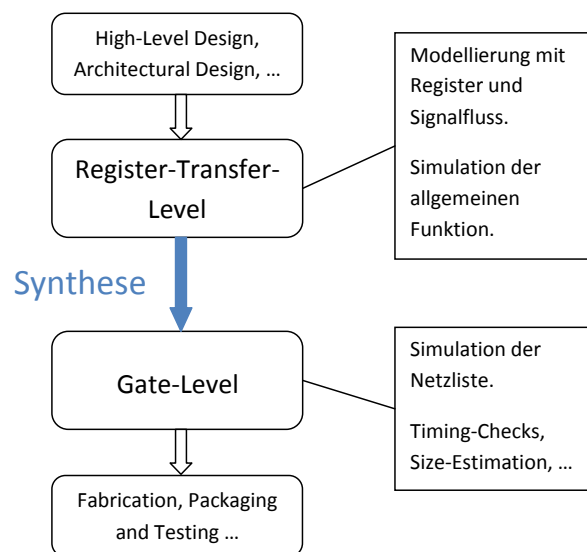 High-Level Design,
Architectural Design, …
Register-Transfer-
Level
Modellierung mit
Register und
Signalfluss.
Simulation der
allgemeinen
Funktion.
Synthese
Gate-Level
Simulation der
Netzliste.
Timing-Checks,
Size-Estimation, …
Fabrication, Packaging
and Testing …